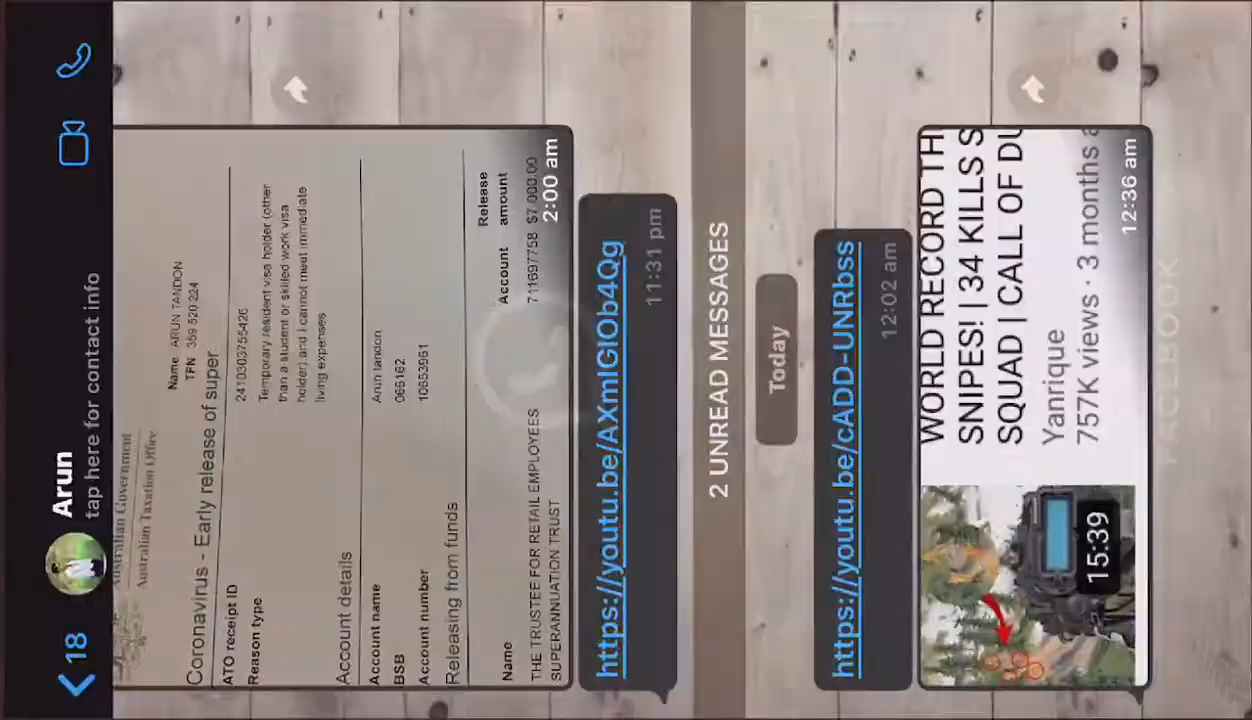 18
Arun
tap here for contact info
Australian Government
Australian Taxation Office
Name ARUN TANDON
TFN 359 520 224
Coronavirus - Early release of super
ATO receipt ID 2410303755426
Reason type Temporary resident visa holder (other
than a student or skilled work visa
holder) and I cannot meet immediate
living expenses
Account details
Account name Arun tandon
BSB 066162
Account number 10653961
Releasing from funds
Name Account Release amount
THE TRUSTEE FOR RETAIL EMPLOYEES
SUPERANNUATION TRUST
711697758 $7,000.00
2:00 am
https://youtu.be/AXmIGIOb4Qg
11:31 pm
2 UNREAD MESSAGES
Today
https://youtu.be/cADD-UNRbss
12:02 am
15:39
WORLD RECORD TH
SNIPES! | 34 KILLS S
SQUAD | CALL OF DU
Yanrique
757K views · 3 months a
12:36 am
FACEBOOK